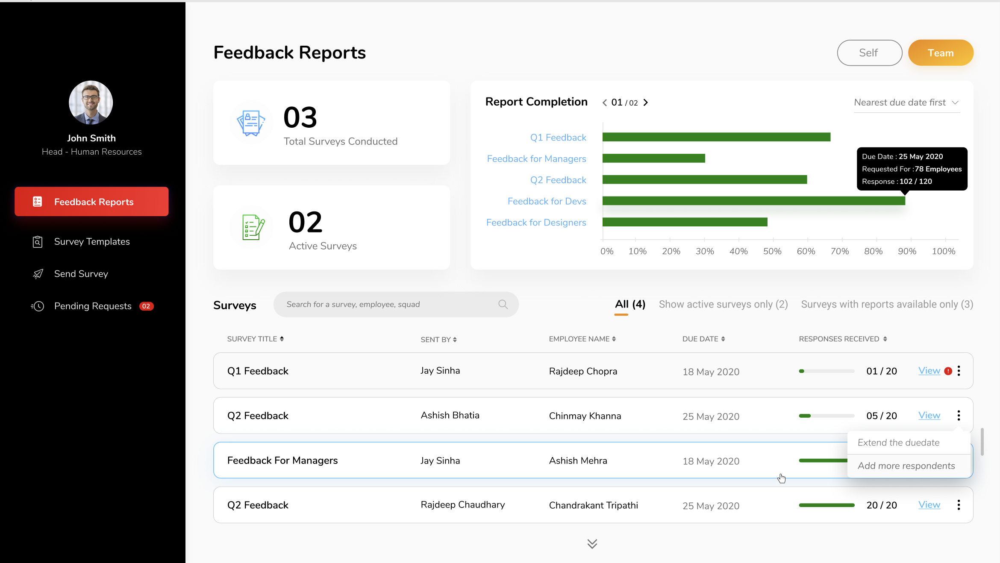 John Smith
Head - Human Resources
Feedback Reports
Survey Templates
Send Survey
Pending Requests 02
Feedback Reports
Self
Team
03
Total Surveys Conducted
02
Active Surveys
Report Completion 01 / 02
Nearest due date first
Q1 Feedback
Feedback for Managers
Q2 Feedback
Feedback for Devs
Feedback for Designers
Due Date : 25 May 2020
Requested For : 78 Employees
Response : 102 / 120
0% 10% 20% 30% 40% 50% 60% 70% 80% 90% 100%
Surveys
Search for a survey, employee, squad
All (4) Show active surveys only (2) Surveys with reports available only (3)
SURVEY TITLE SENT BY EMPLOYEE NAME DUE DATE RESPONSES RECEIVED
Q1 Feedback Jay Sinha Rajdeep Chopra 18 May 2020 01 / 20 View
Q2 Feedback Ashish Bhatia Chinmay Khanna 25 May 2020 05 / 20 View
Extend the duedate
Feedback For Managers Jay Sinha Ashish Mehra 18 May 2020
Add more respondents
Q2 Feedback Rajdeep Chaudhary Chandrakant Tripathi 25 May 2020 20 / 20 View